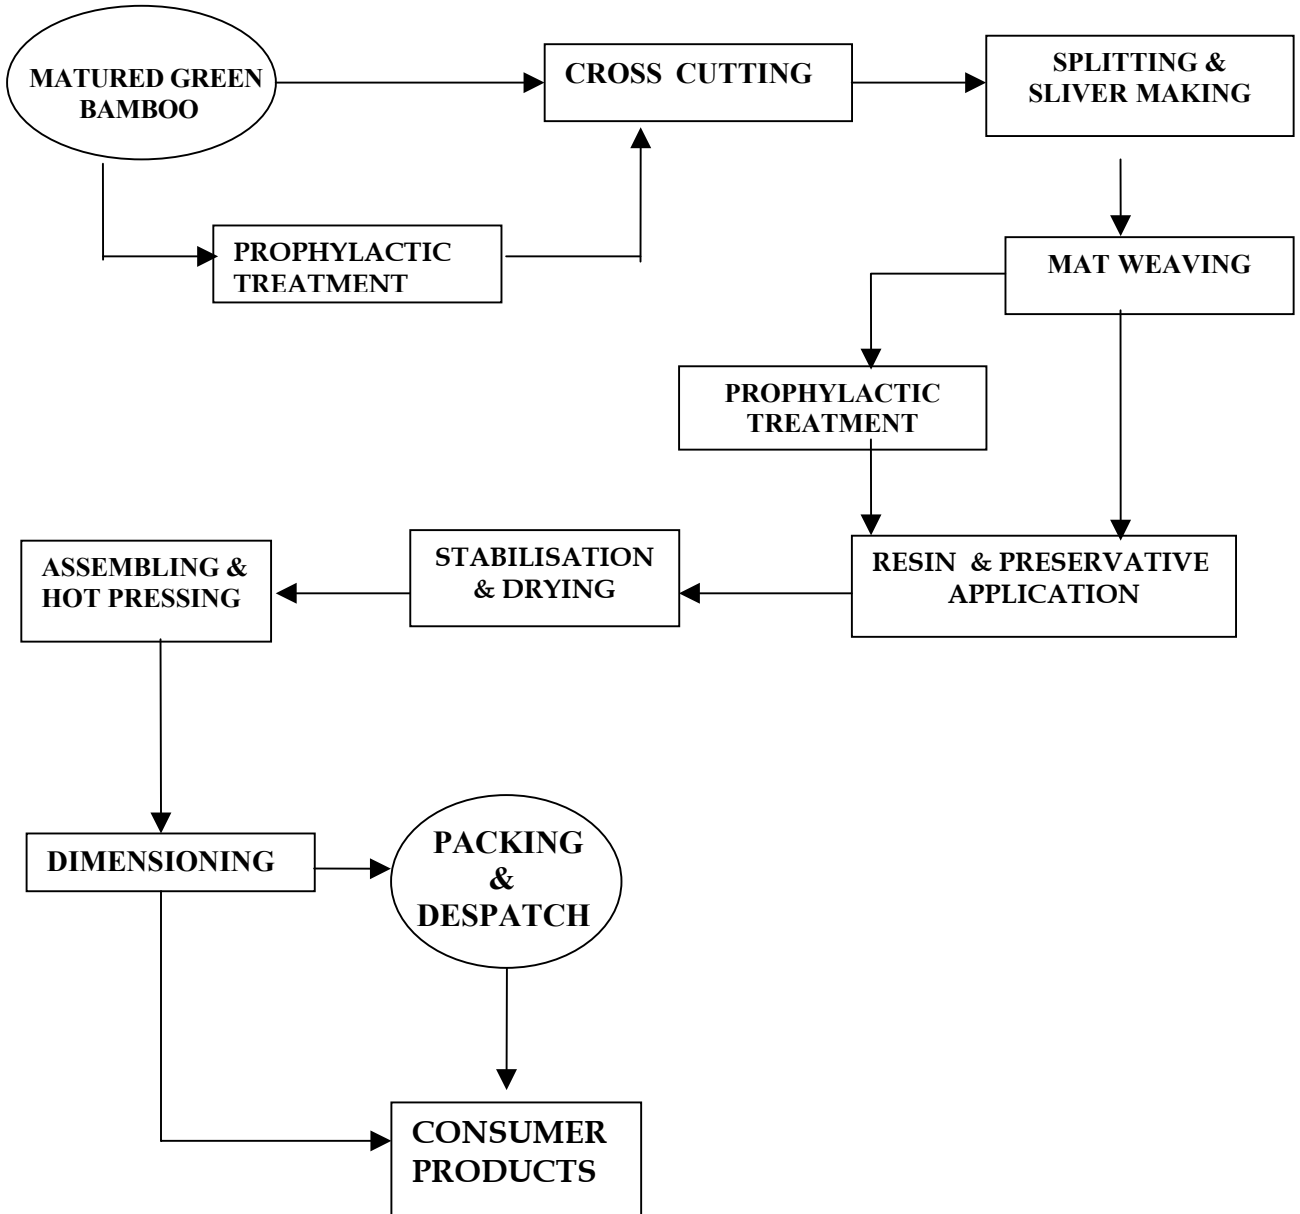 MATURED GREEN
BAMBOO
CROSS CUTTING
SPLITTING &
SLIVER MAKING
PROPHYLACTIC
TREATMENT
MAT WEAVING
PROPHYLACTIC
TREATMENT
RESIN & PRESERVATIVE
APPLICATION
STABILISATION
& DRYING
ASSEMBLING &
HOT PRESSING
DIMENSIONING
PACKING
&
DESPATCH
CONSUMER
PRODUCTS